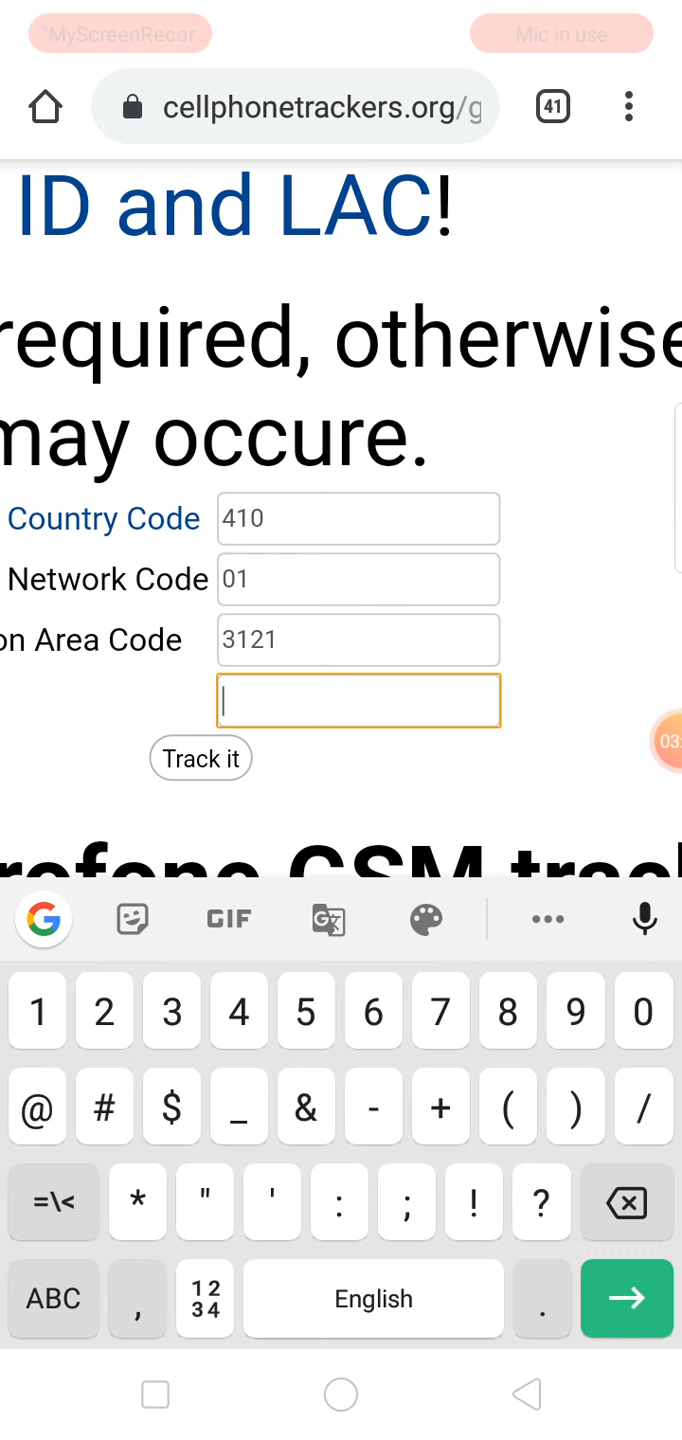 "MyScreenRecor...
Mic in use
cellphonetrackers.org/g
41
ID and LAC!
required, otherwise
may occure.
Country Code 410
Network Code 01
on Area Code 3121
Track it
03:
GSM
GIF
1 2 3 4 5 6 7 8 9 0
@ # $ _ & - + ( ) /
=\< * " ' : ; ! ?
ABC , 12 34 English .